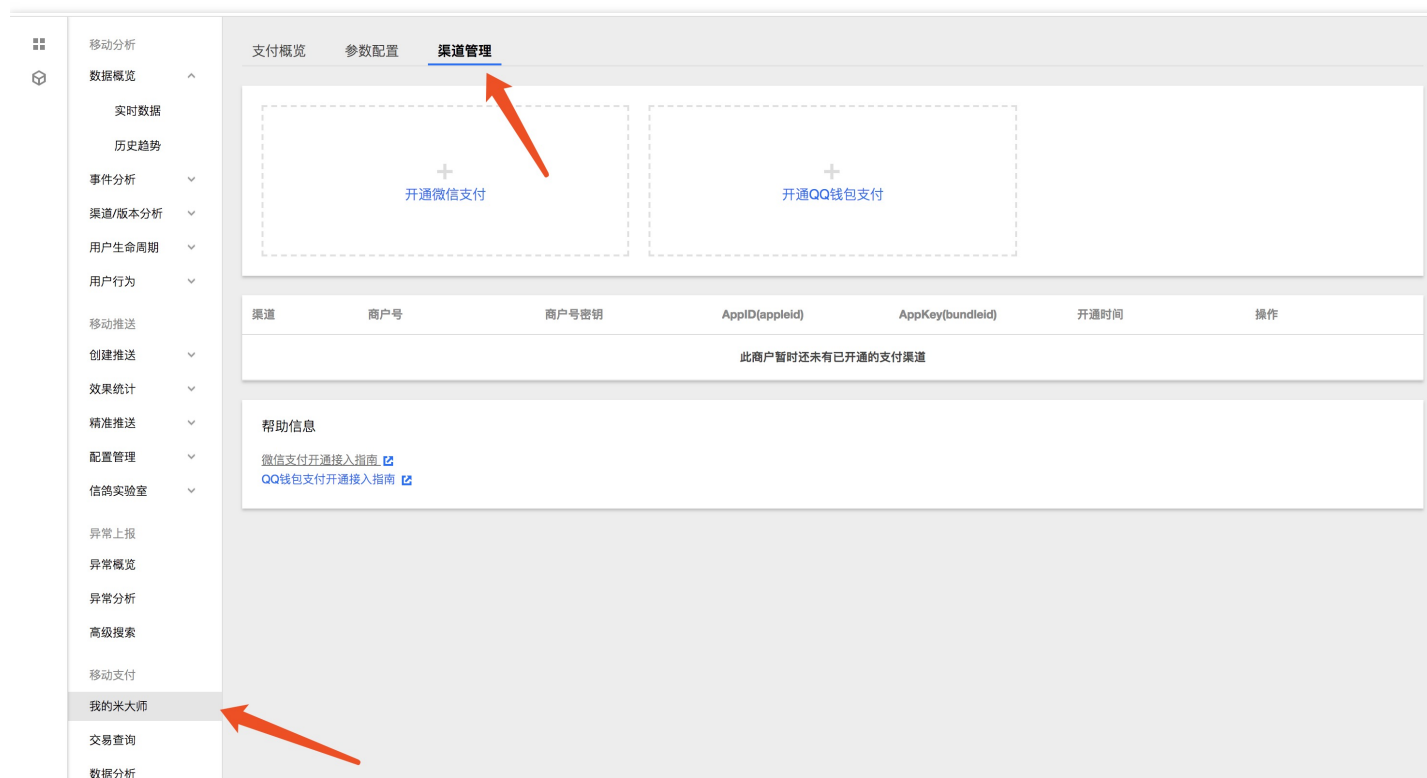 移动分析
数据概览
实时数据
历史趋势
事件分析
渠道/版本分析
用户生命周期
用户行为
移动推送
创建推送
效果统计
精准推送
配置管理
信鸽实验室
异常上报
异常概览
异常分析
高级搜索
移动支付
我的米大师
交易查询
数据分析
支付概览 参数配置 渠道管理
开通微信支付 开通QQ钱包支付
渠道 商户号 商户号密钥 AppID(appleid) AppKey(bundleid) 开通时间 操作
此商户暂时还未有已开通的支付渠道
帮助信息
微信支付开通接入指南
QQ钱包支付开通接入指南